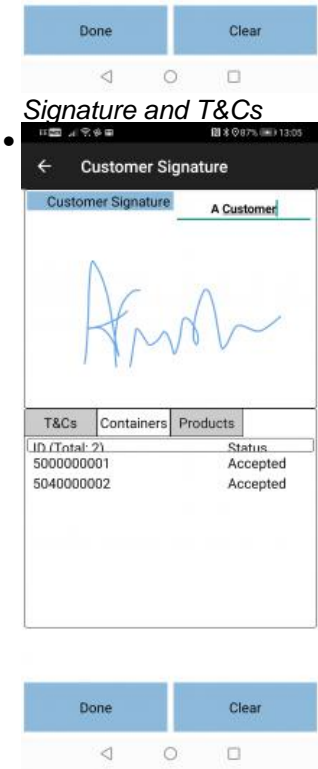 Done Clear
Signature and T&Cs
87% 13:05
Customer Signature
Customer Signature A Customer
T&Cs Containers Products
ID (Total: 2) Status
5000000001 Accepted
5040000002 Accepted
Done Clear